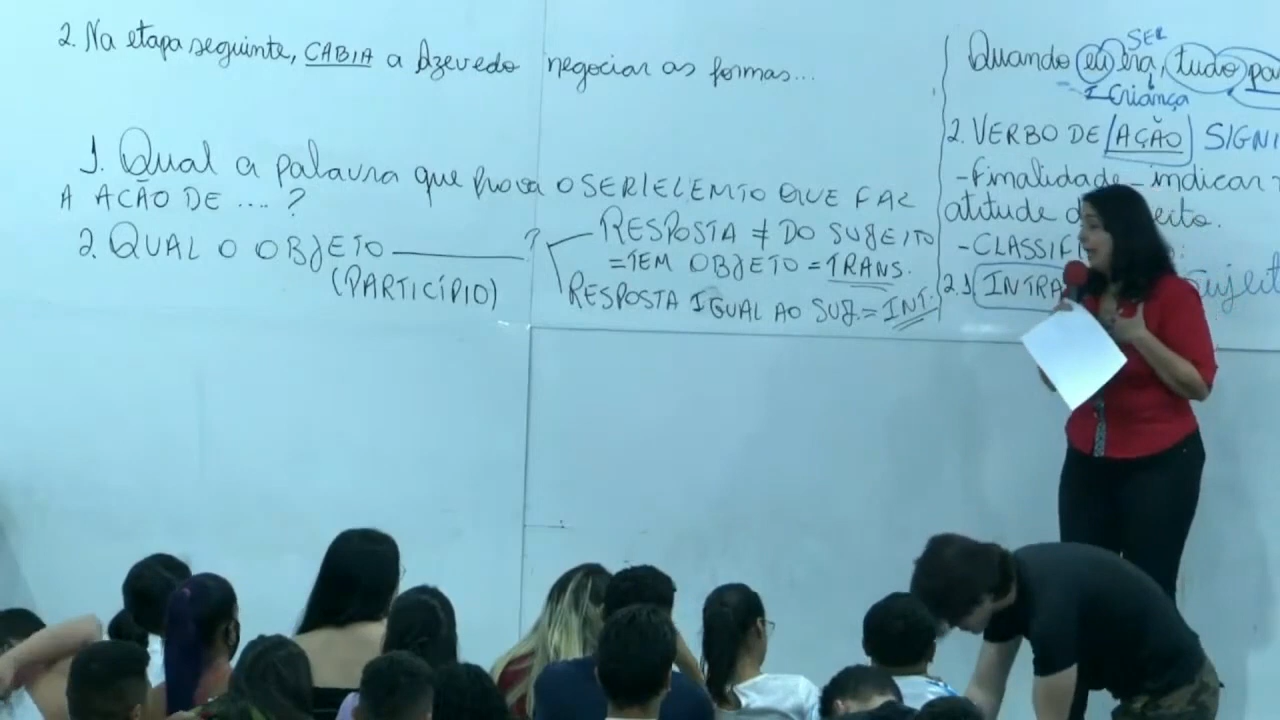 2. Na etapa seguinte, CABIA a Azevedo negociar as formas...
1. Qual a palavra que prova O SER/ELEMTO QUE FAZ
A AÇÃO DE .... ?
2. QUAL O OBJETO ________?
(PARTICÍPIO)
RESPOSTA ≠ DO SUJEITO
= TEM OBJETO = TRANS.
RESPOSTA IGUAL AO SUJ. = INT.
SER
Quando eu era, tudo
I Criança
2. VERBO DE AÇÃO SIGNI
- Finalidade - indicar
atitude
- CLASSIF
2.1 INTRA